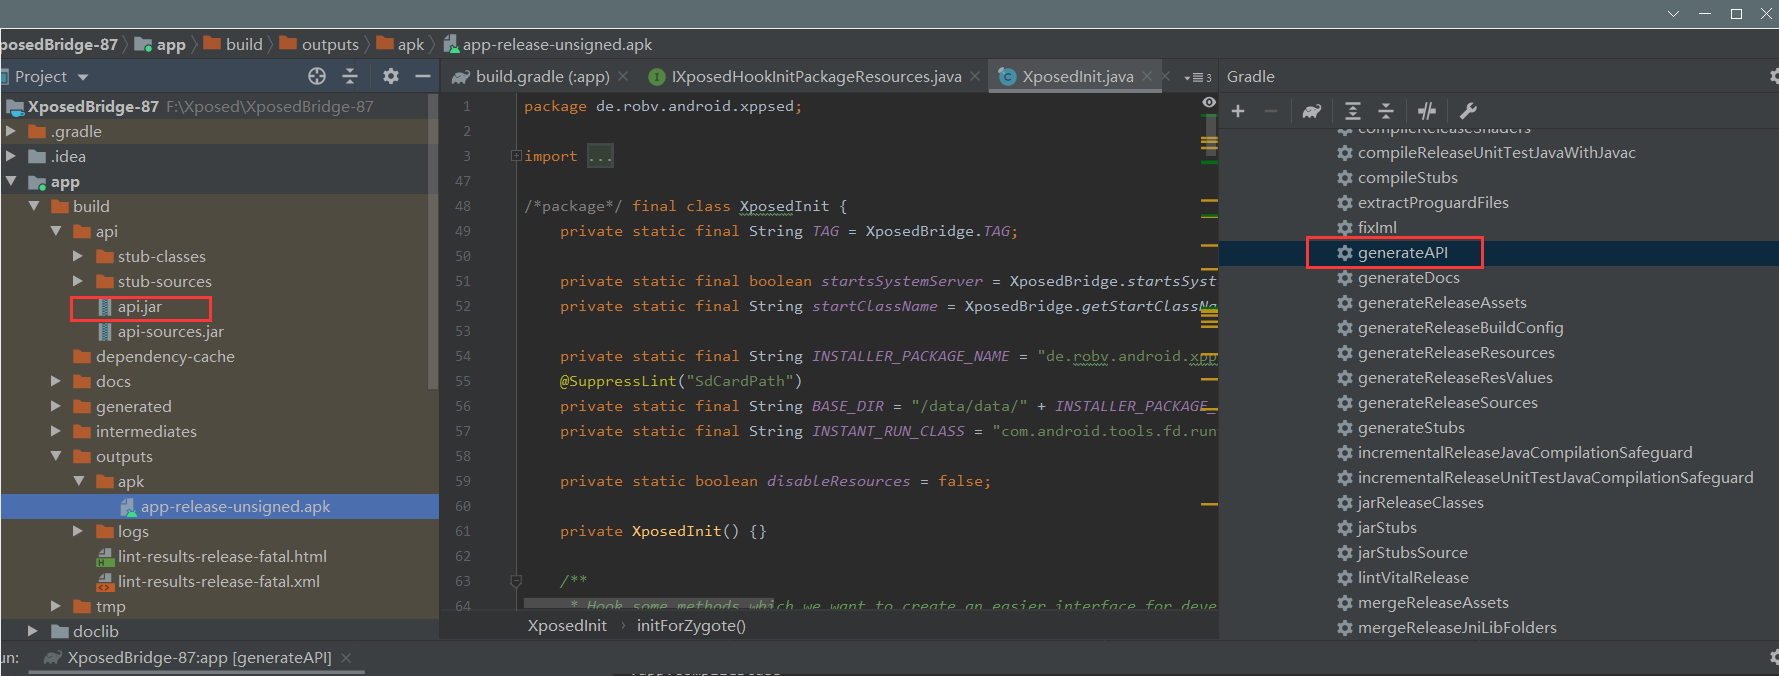 posedBridge-87 app build outputs apk app-release-unsigned.apk
Project
build.gradle (:app) IXposedHookInitPackageResources.java XposedInit.java 3
Gradle
XposedBridge-87 F:\Xposed\XposedBridge-87
.gradle
.idea
app
build
api
stub-classes
stub-sources
api.jar
api-sources.jar
dependency-cache
docs
generated
intermediates
outputs
apk
app-release-unsigned.apk
logs
lint-results-release-fatal.html
lint-results-release-fatal.xml
tmp
doclib
1 package de.robv.android.xppsed;
2
3 import ...
47
48 /*package*/ final class XposedInit {
49 private static final String TAG = XposedBridge.TAG;
50
51 private static final boolean startsSystemServer = XposedBridge.startsSyst
52 private static final String startClassName = XposedBridge.getStartClassNa
53
54 private static final String INSTALLER_PACKAGE_NAME = "de.robv.android.xpp
55 @SuppressLint("SdCardPath")
56 private static final String BASE_DIR = "/data/data/" + INSTALLER_PACKAGE_
57 private static final String INSTANT_RUN_CLASS = "com.android.tools.fd.run
58
59 private static boolean disableResources = false;
60
61 private XposedInit() {}
62
63 /**
64 * Hook some methods which we want to create an easier interface for deve
XposedInit › initForZygote()
compileReleaseShaders
compileReleaseUnitTestJavaWithJavac
compileStubs
extractProguardFiles
fixIml
generateAPI
generateDocs
generateReleaseAssets
generateReleaseBuildConfig
generateReleaseResources
generateReleaseResValues
generateReleaseSources
generateStubs
incrementalReleaseJavaCompilationSafeguard
incrementalReleaseUnitTestJavaCompilationSafeguard
jarReleaseClasses
jarStubs
jarStubsSource
lintVitalRelease
mergeReleaseAssets
mergeReleaseJniLibFolders
un: XposedBridge-87:app [generateAPI]